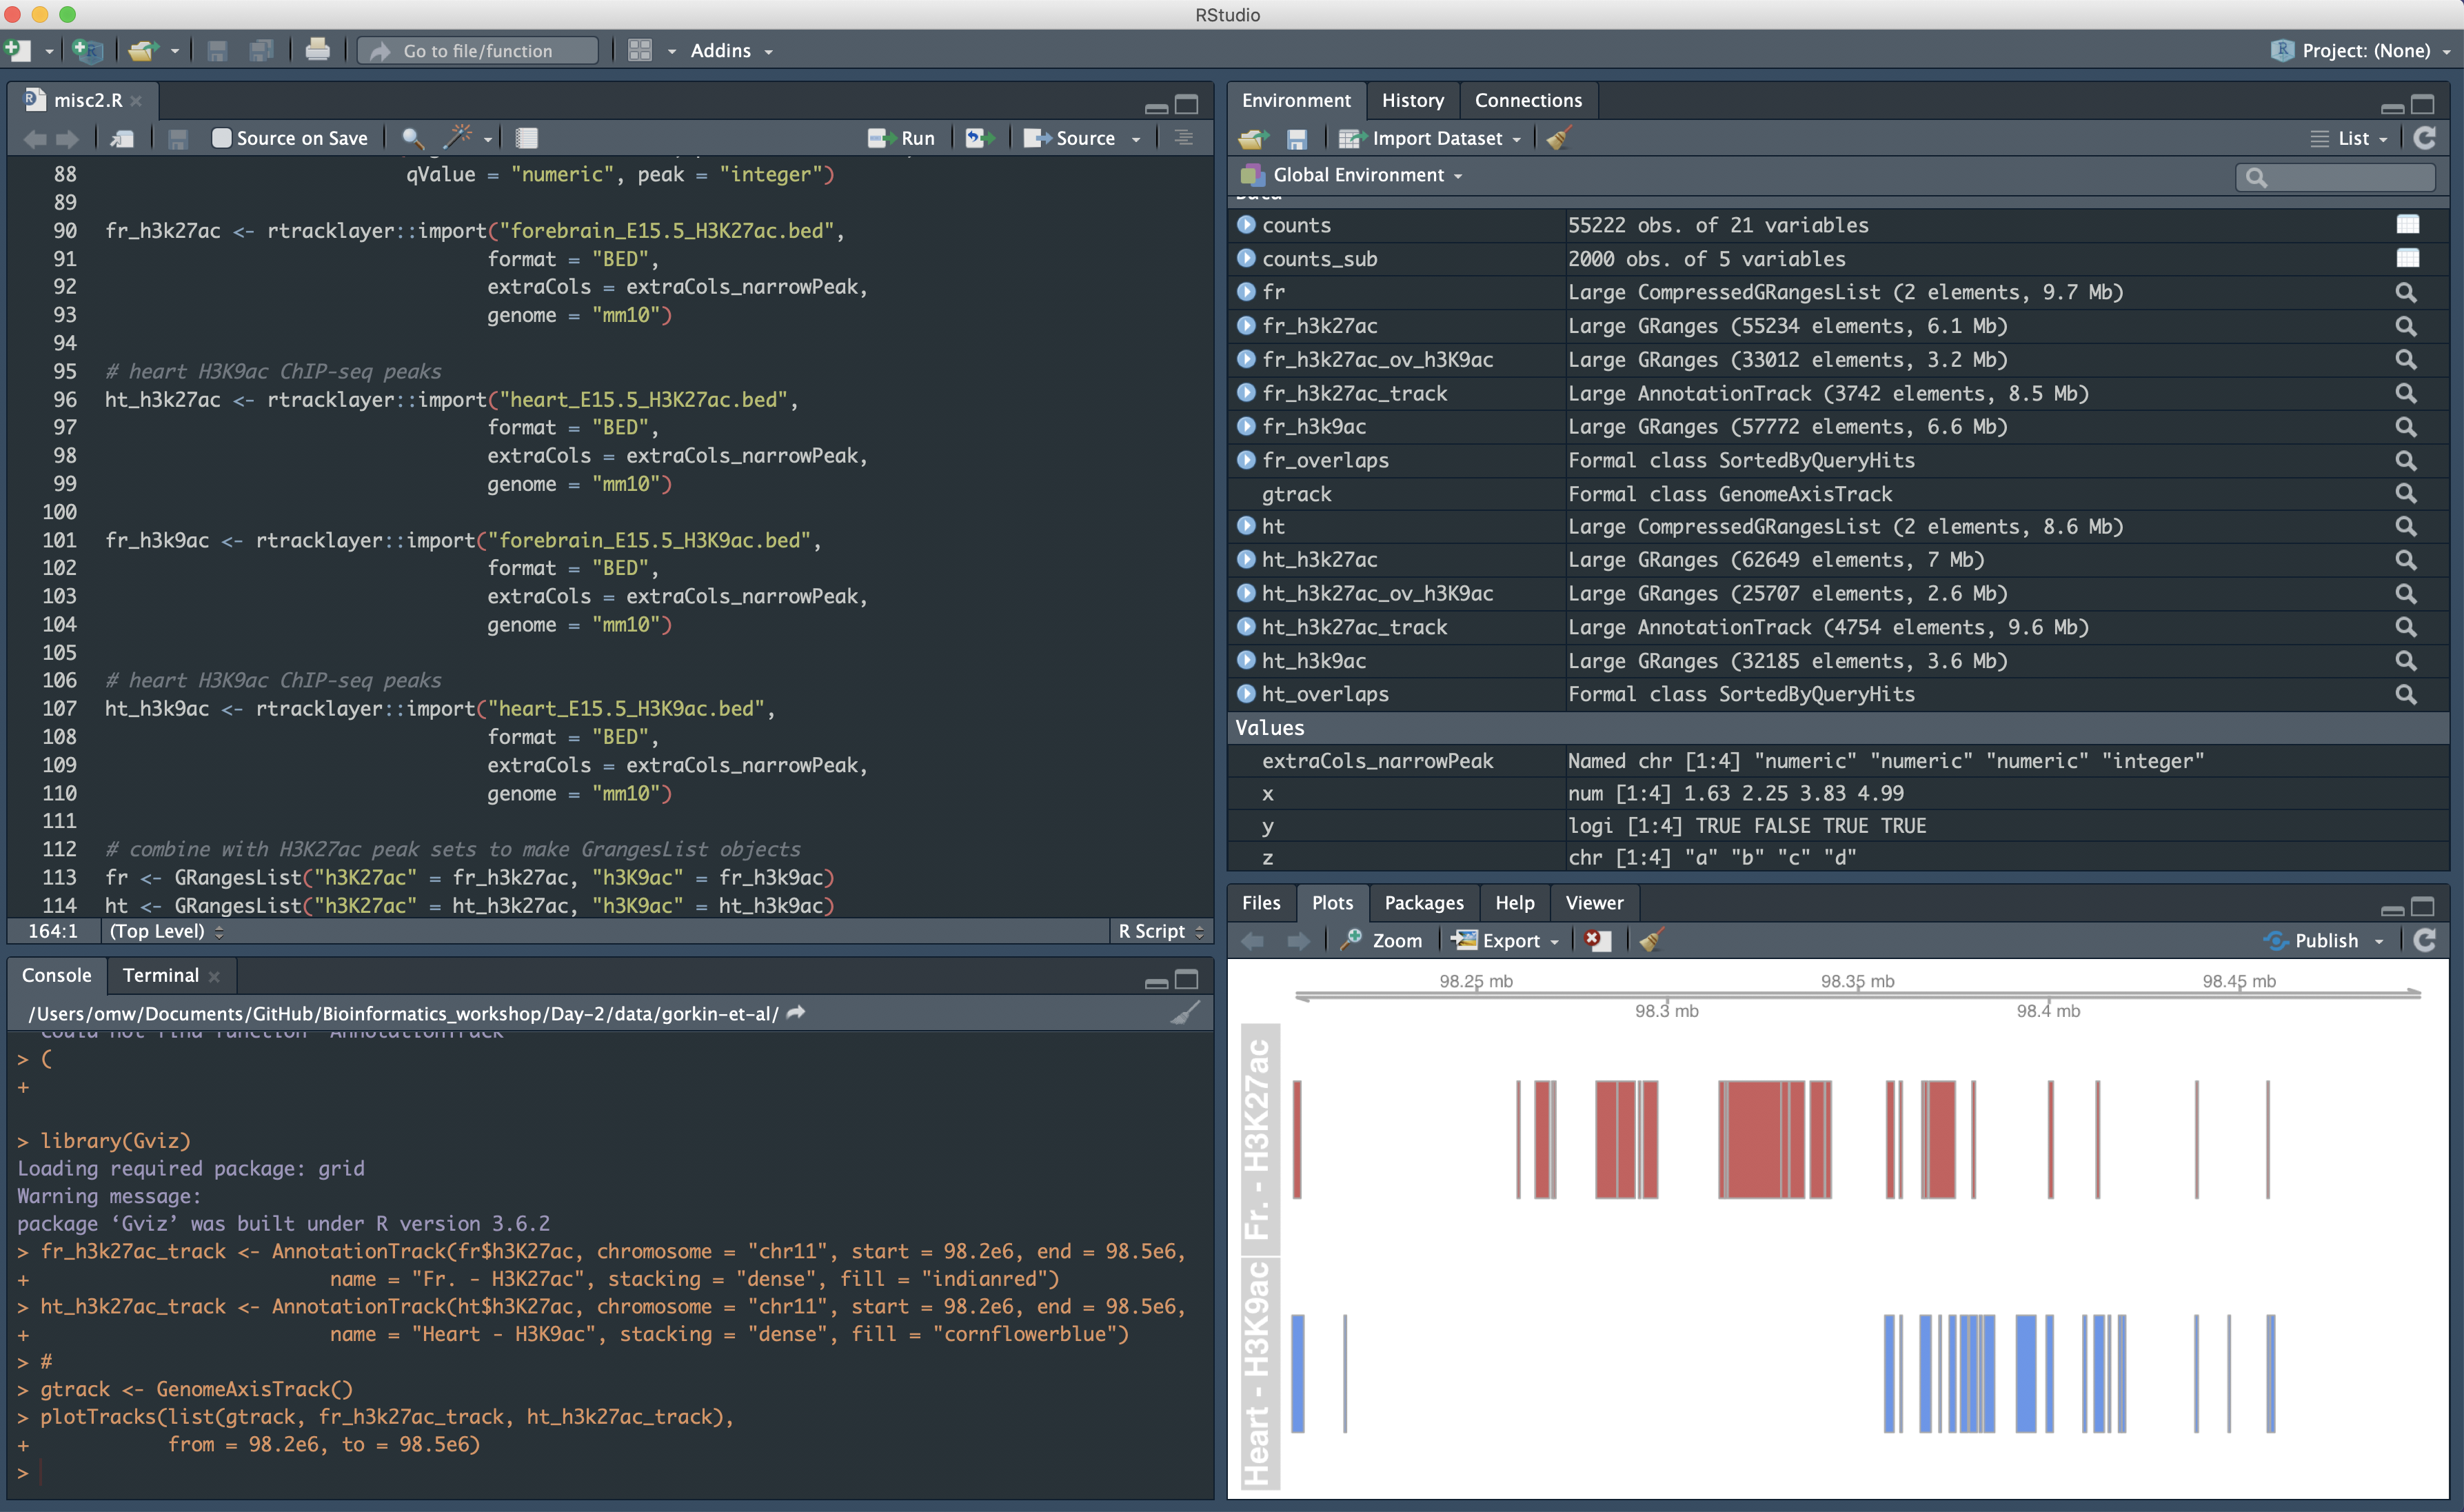 RStudio
Go to file/function
Addins
Project: (None)
misc2.R
Source on Save
Run
Source
88 qValue = "numeric", peak = "integer")
89
90 fr_h3k27ac <- rtracklayer::import("forebrain_E15.5_H3K27ac.bed",
91 format = "BED",
92 extraCols = extraCols_narrowPeak,
93 genome = "mm10")
94
95 # heart H3K9ac ChIP-seq peaks
96 ht_h3k27ac <- rtracklayer::import("heart_E15.5_H3K27ac.bed",
97 format = "BED",
98 extraCols = extraCols_narrowPeak,
99 genome = "mm10")
100
101 fr_h3k9ac <- rtracklayer::import("forebrain_E15.5_H3K9ac.bed",
102 format = "BED",
103 extraCols = extraCols_narrowPeak,
104 genome = "mm10")
105
106 # heart H3K9ac ChIP-seq peaks
107 ht_h3k9ac <- rtracklayer::import("heart_E15.5_H3K9ac.bed",
108 format = "BED",
109 extraCols = extraCols_narrowPeak,
110 genome = "mm10")
111
112 # combine with H3K27ac peak sets to make GrangesList objects
113 fr <- GRangesList("h3K27ac" = fr_h3k27ac, "h3K9ac" = fr_h3k9ac)
114 ht <- GRangesList("h3K27ac" = ht_h3k27ac, "h3K9ac" = ht_h3k9ac)
164:1 (Top Level) R Script
Console Terminal
/Users/omw/Documents/GitHub/Bioinformatics_workshop/Day-2/data/gorkin-et-al/
could not find function "AnnotationTrack"
> (
+
> library(Gviz)
Loading required package: grid
Warning message:
package ‘Gviz’ was built under R version 3.6.2
> fr_h3k27ac_track <- AnnotationTrack(fr$h3K27ac, chromosome = "chr11", start = 98.2e6, end = 98.5e6,
+ name = "Fr. - H3K27ac", stacking = "dense", fill = "indianred")
> ht_h3k27ac_track <- AnnotationTrack(ht$h3K27ac, chromosome = "chr11", start = 98.2e6, end = 98.5e6,
+ name = "Heart - H3K9ac", stacking = "dense", fill = "cornflowerblue")
> #
> gtrack <- GenomeAxisTrack()
> plotTracks(list(gtrack, fr_h3k27ac_track, ht_h3k27ac_track),
+ from = 98.2e6, to = 98.5e6)
>
Environment History Connections
Import Dataset List
Global Environment
Data
counts 55222 obs. of 21 variables
counts_sub 2000 obs. of 5 variables
fr Large CompressedGRangesList (2 elements, 9.7 Mb)
fr_h3k27ac Large GRanges (55234 elements, 6.1 Mb)
fr_h3k27ac_ov_h3K9ac Large GRanges (33012 elements, 3.2 Mb)
fr_h3k27ac_track Large AnnotationTrack (3742 elements, 8.5 Mb)
fr_h3k9ac Large GRanges (57772 elements, 6.6 Mb)
fr_overlaps Formal class SortedByQueryHits
gtrack Formal class GenomeAxisTrack
ht Large CompressedGRangesList (2 elements, 8.6 Mb)
ht_h3k27ac Large GRanges (62649 elements, 7 Mb)
ht_h3k27ac_ov_h3K9ac Large GRanges (25707 elements, 2.6 Mb)
ht_h3k27ac_track Large AnnotationTrack (4754 elements, 9.6 Mb)
ht_h3k9ac Large GRanges (32185 elements, 3.6 Mb)
ht_overlaps Formal class SortedByQueryHits
Values
extraCols_narrowPeak Named chr [1:4] "numeric" "numeric" "numeric" "integer"
x num [1:4] 1.63 2.25 3.83 4.99
y logi [1:4] TRUE FALSE TRUE TRUE
z chr [1:4] "a" "b" "c" "d"
Files Plots Packages Help Viewer
Zoom Export Publish
98.25 mb 98.35 mb 98.45 mb
98.3 mb 98.4 mb
Fr. - H3K27ac
Heart - H3K9ac